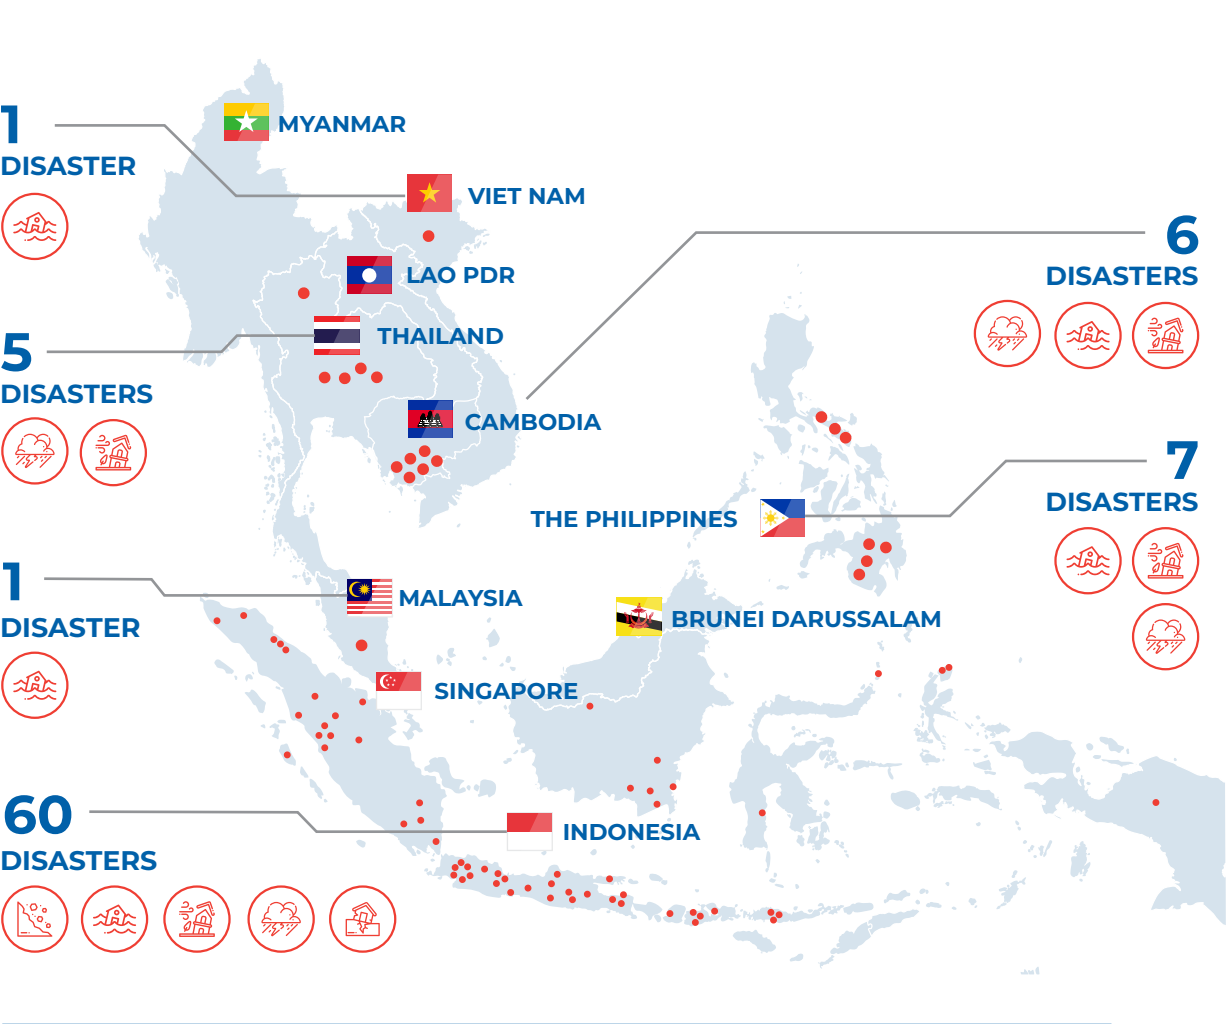 1
DISASTER
MYANMAR
VIET NAM
6
DISASTERS
LAO PDR
5
DISASTERS
THAILAND
CAMBODIA
7
DISASTERS
THE PHILIPPINES
1
DISASTER
MALAYSIA
BRUNEI DARUSSALAM
SINGAPORE
60
DISASTERS
INDONESIA